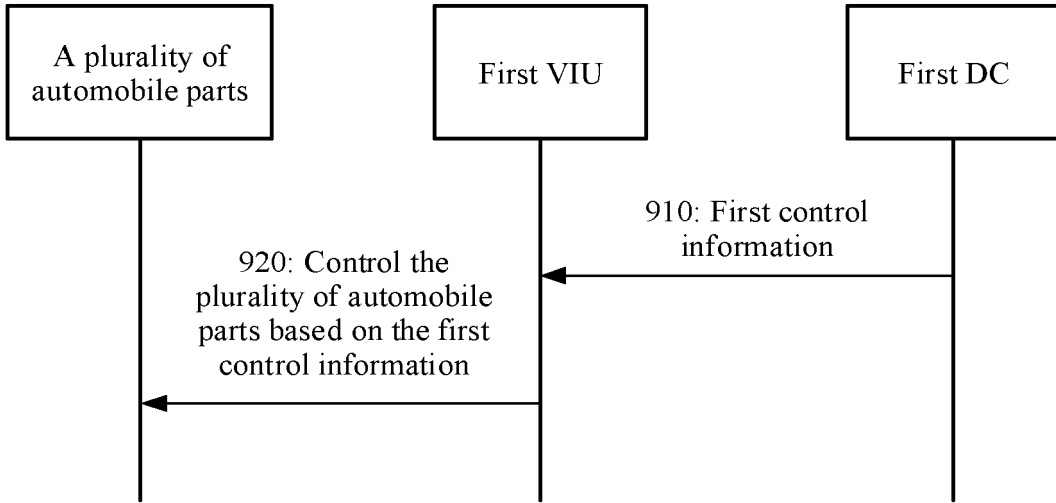 A plurality of
automobile parts
First VIU
First DC
910: First control
information
920: Control the
plurality of automobile
parts based on the first
control information